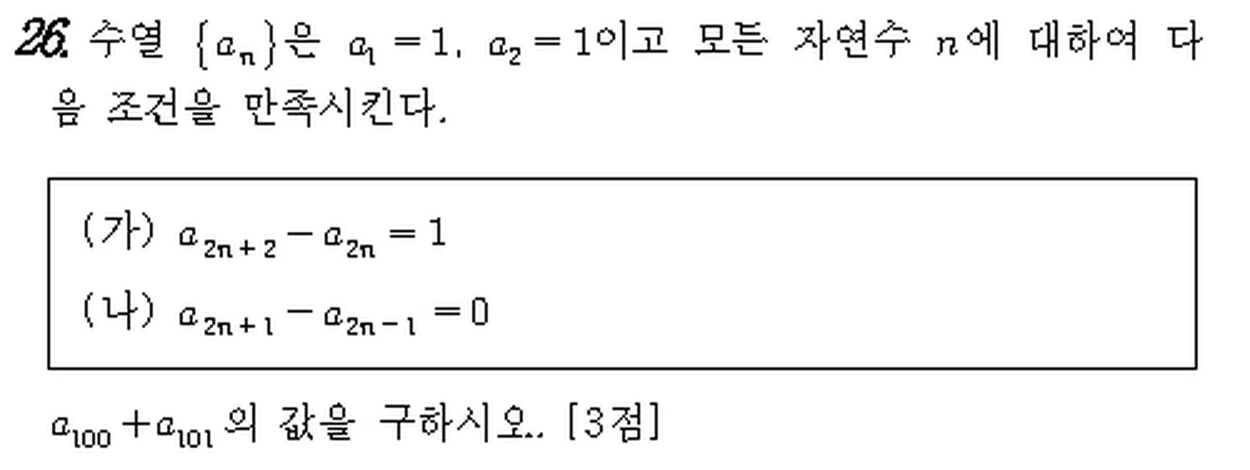 26. 수열 {aₙ}은 a₁ = 1, a₂ = 1이고 모든 자연수 n에 대하여 다
음 조건을 만족시킨다.
(가) a₂ₙ₊₂ − a₂ₙ = 1
(나) a₂ₙ₊₁ − a₂ₙ₋₁ = 0
a₁₀₀ + a₁₀₁의 값을 구하시오.. [3점]